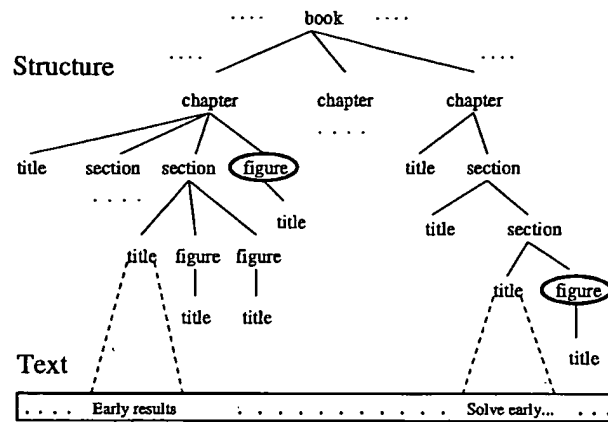 .... book ....
.... ....
Structure
chapter chapter chapter
....
title section section figure title section
.... title title section
title figure figure
title figure
title title
title
Text
.... Early results .......... Solve early... ....